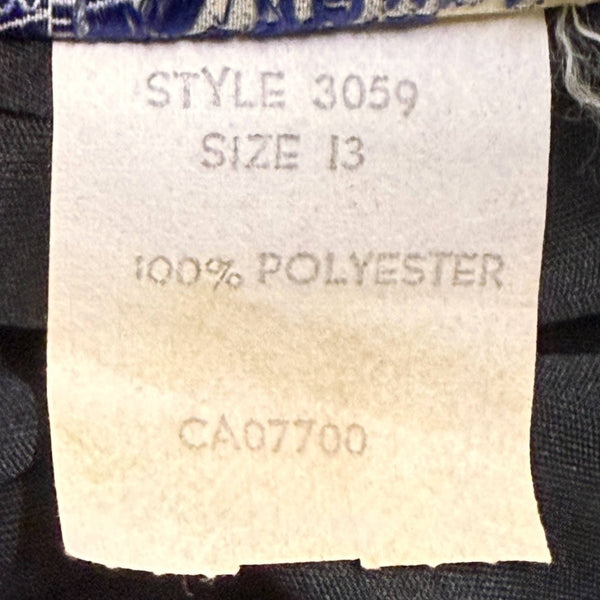 STYLE 3059
SIZE 13
100% POLYESTER
CA07700